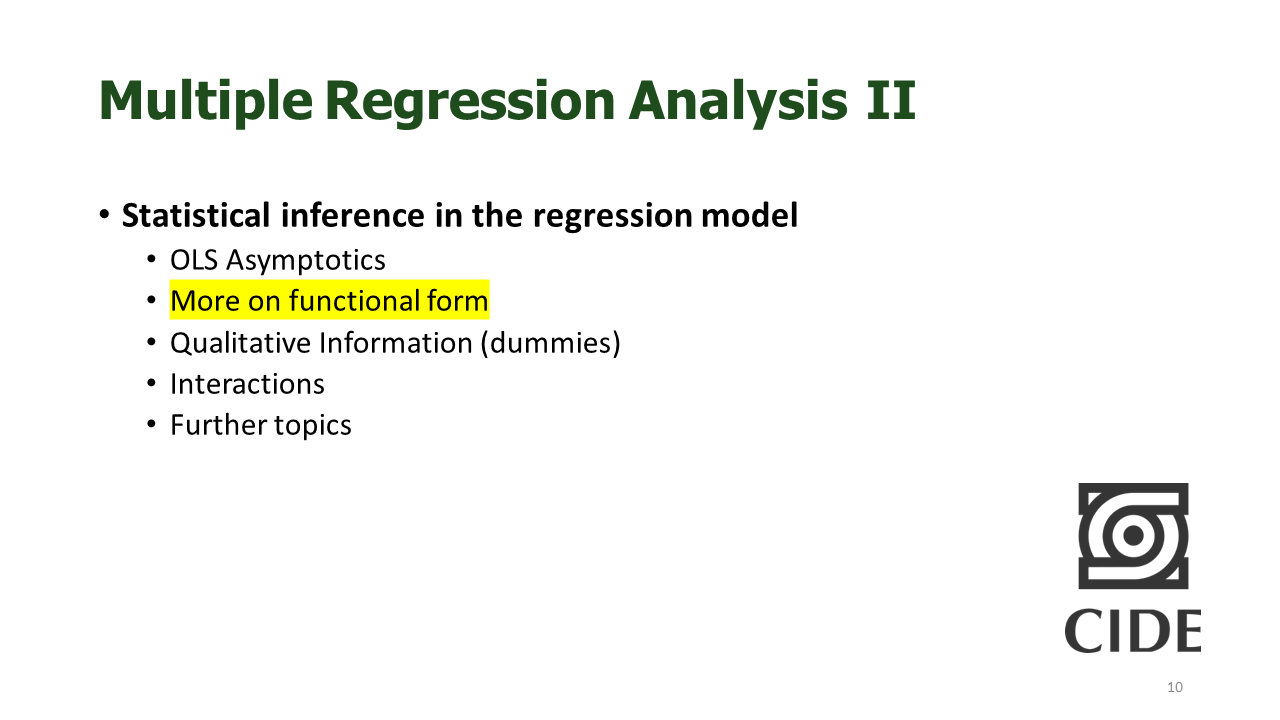 Multiple Regression Analysis II
• Statistical inference in the regression model
• OLS Asymptotics
• More on functional form
• Qualitative Information (dummies)
• Interactions
• Further topics
CIDE
10